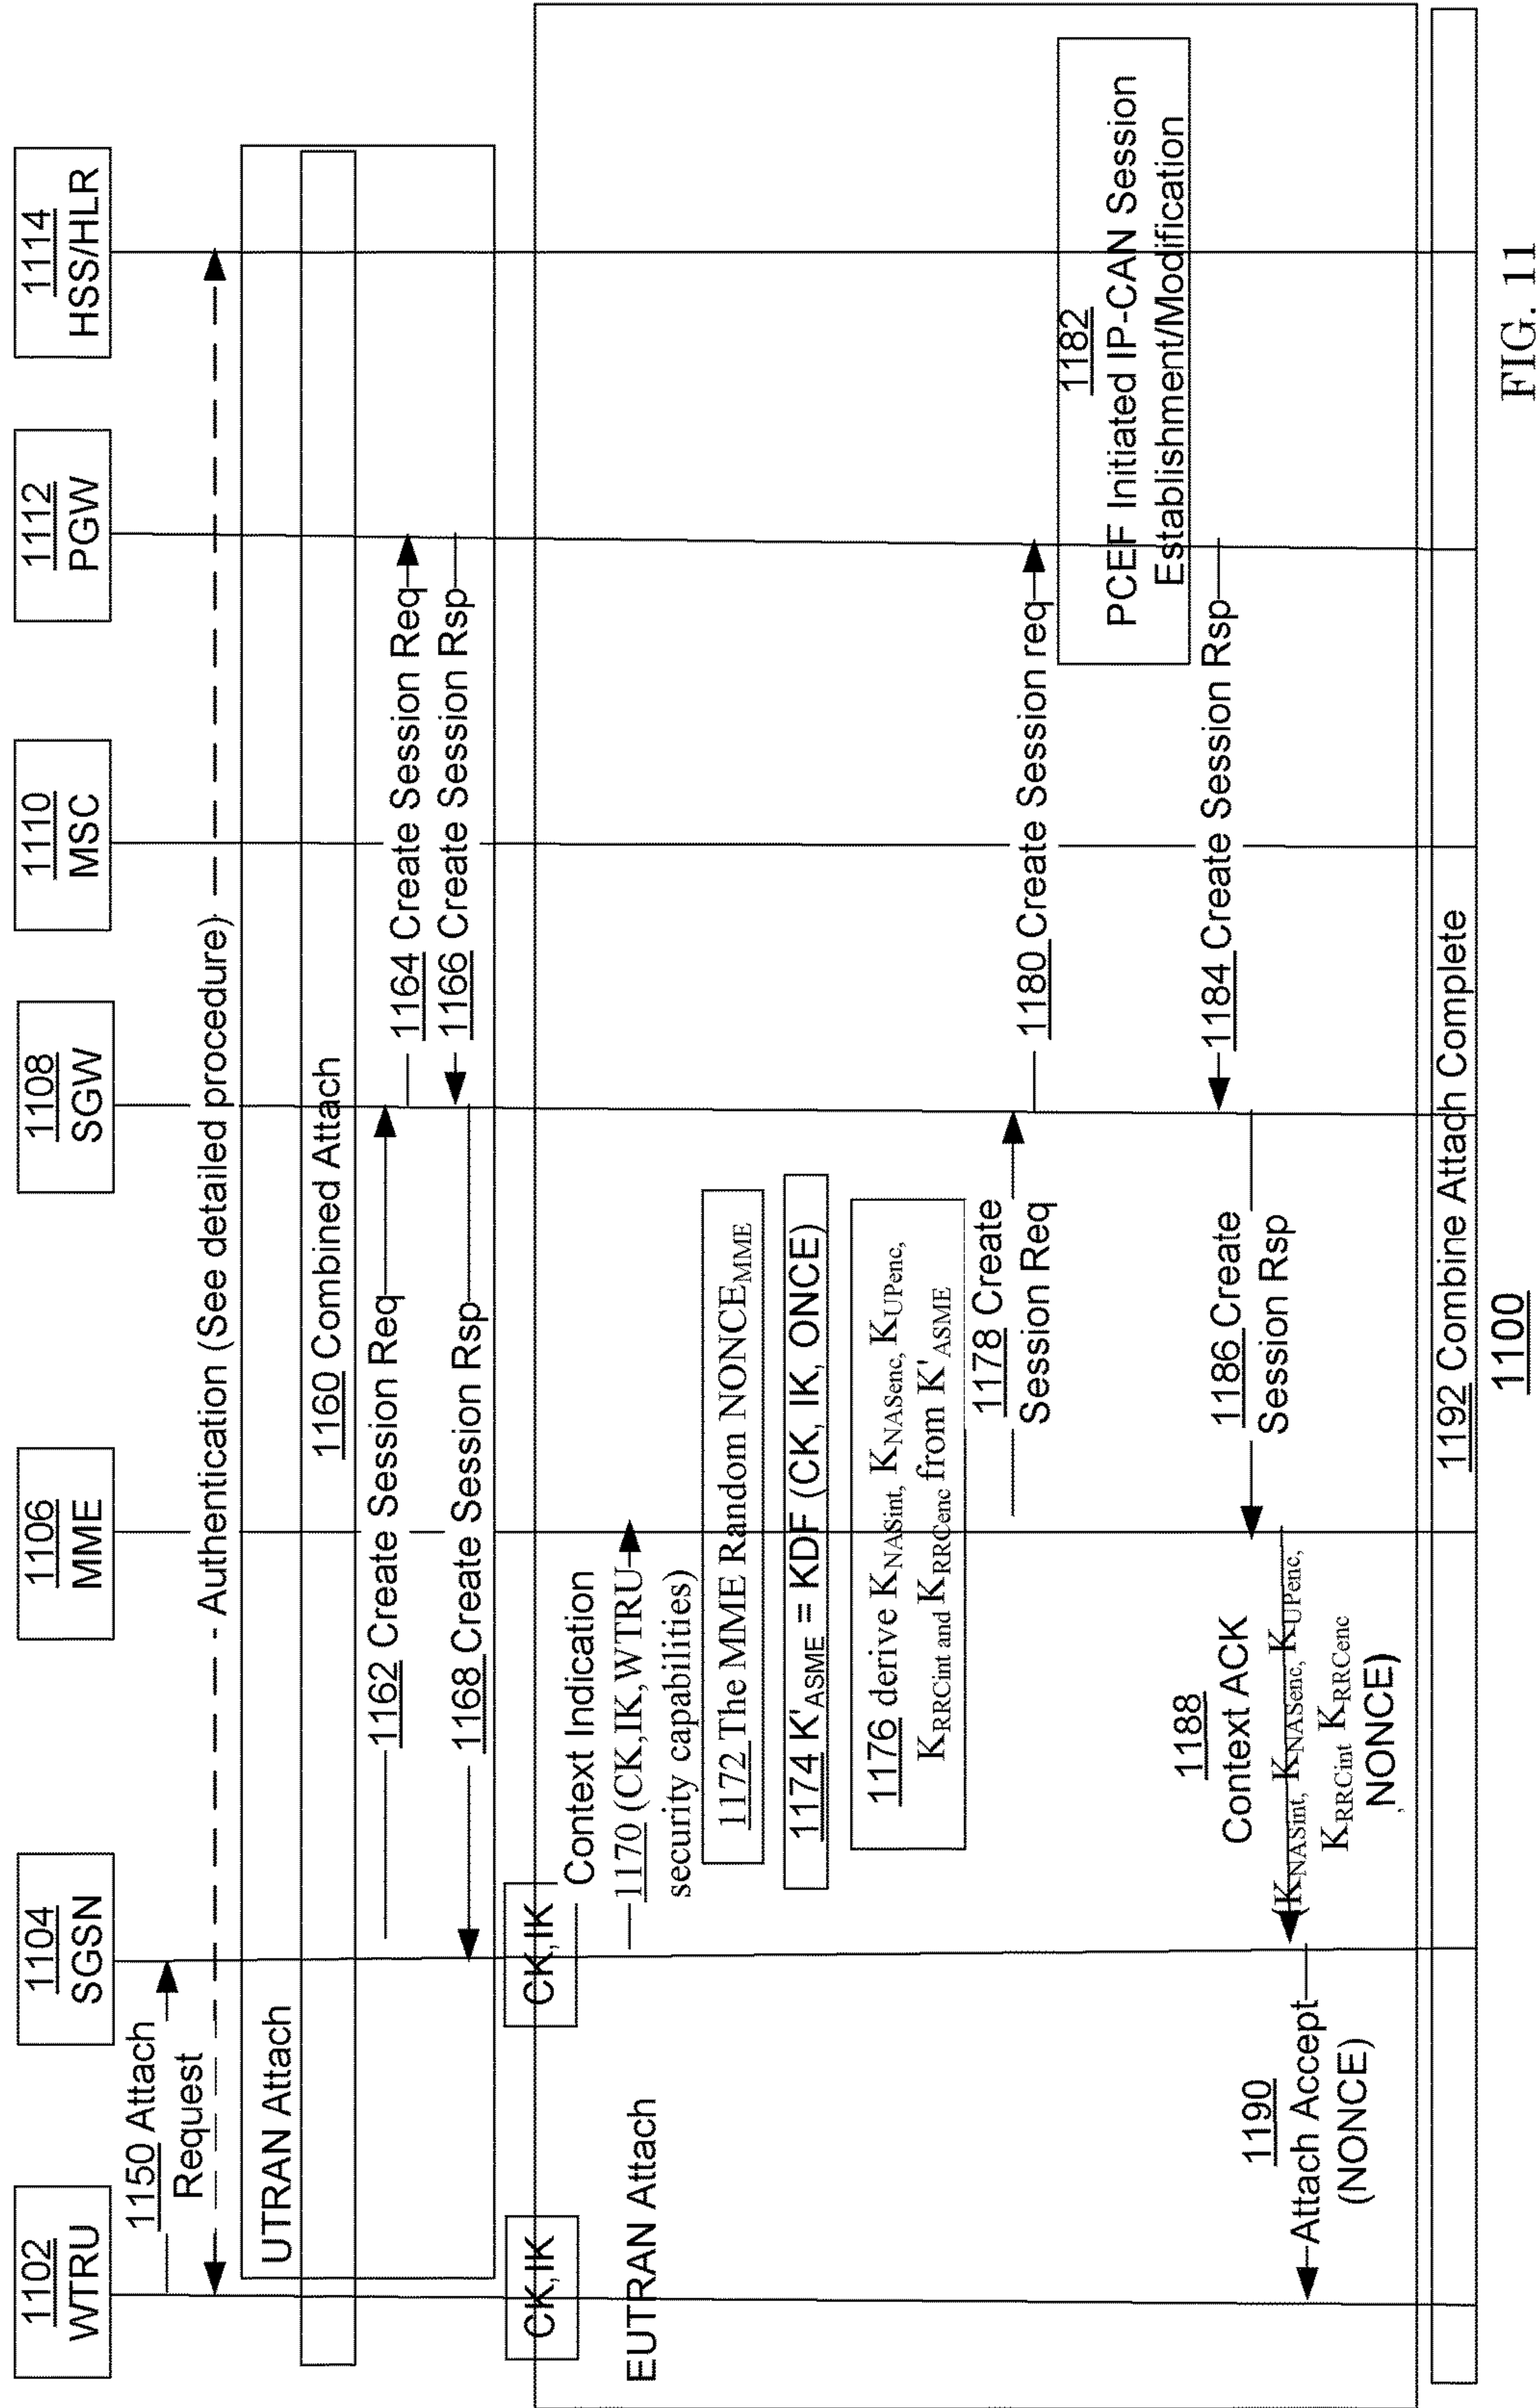 1102
WTRU
1104
SGSN
1106
MME
1108
SGW
1110
MSC
1112
PGW
1114
HSS/HLR
1150 Attach
Request
Authentication (See detailed procedure)
UTRAN Attach
1160 Combined Attach
1162 Create Session Req
1164 Create Session Req
1166 Create Session Rsp
1168 Create Session Rsp
CK,IK
CK,IK
EUTRAN Attach
Context Indication
1170 (CK,IK,WTRU
security capabilities)
1172 The MME Random NONCEMME
1174 K'ASME = KDF (CK, IK, ONCE)
1176 derive KNASint, KNASenc, KUPenc,
KRRCint and KRRCenc from K'ASME
1178 Create
Session Req
1180 Create Session req
1182
PCEF Initiated IP-CAN Session
Establishment/Modification
1184 Create Session Rsp
1186 Create
Session Rsp
1188
Context ACK
(KNASint, KNASenc, KUPenc,
KRRCint KRRCenc
,NONCE)
1190
Attach Accept
(NONCE)
1192 Combine Attach Complete
1100
FIG. 11